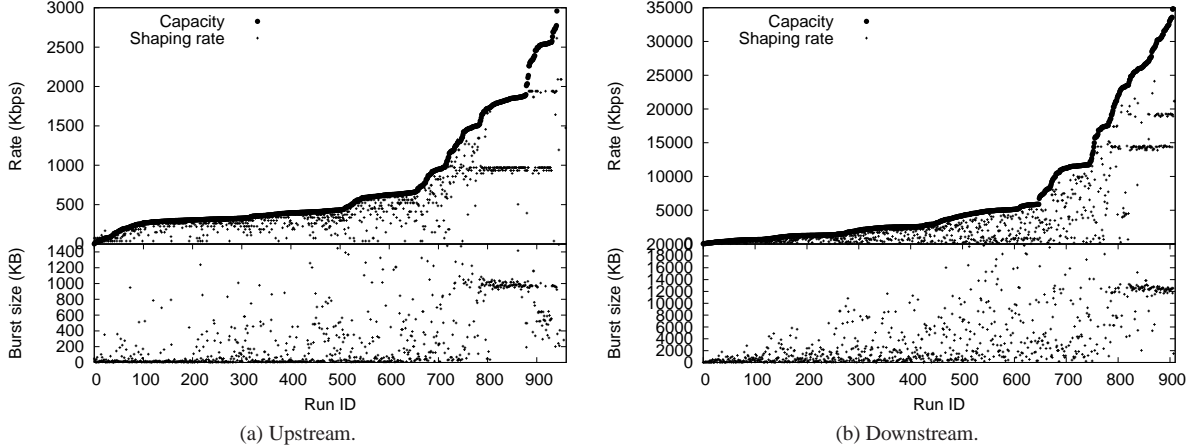 3000
2500
2000
1500
1000
500
0
Rate (Kbps)
Capacity
Shaping rate
1400
1200
1000
800
600
400
200
0
Burst size (KB)
0 100 200 300 400 500 600 700 800 900
Run ID
(a) Upstream.
35000
30000
25000
20000
15000
10000
5000
0
Rate (Kbps)
Capacity
Shaping rate
20000
18000
16000
14000
12000
10000
8000
6000
4000
2000
0
Burst size (KB)
0 100 200 300 400 500 600 700 800 900
Run ID
(b) Downstream.